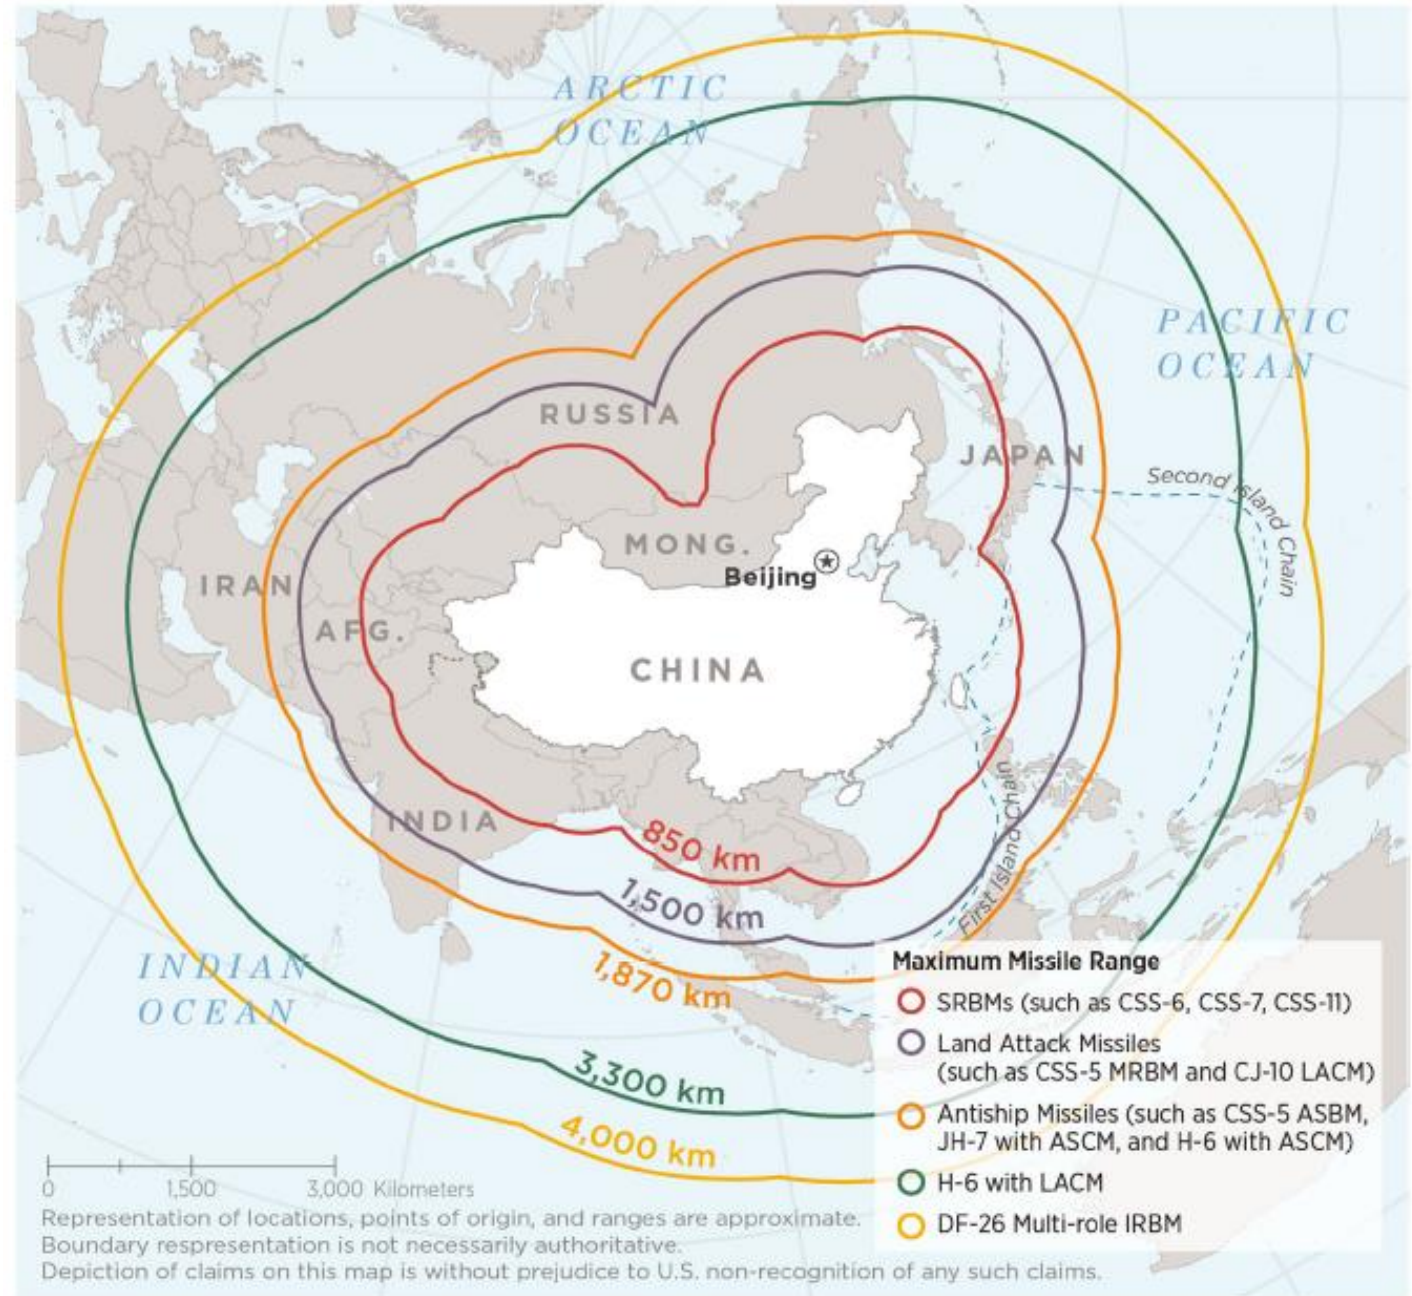 ARCTIC
OCEAN
PACIFIC
OCEAN
RUSSIA
JAPAN
Second Island Chain
MONG.
Beijing
IRAN
AFG.
CHINA
INDIA
850 km
1,500 km
First Island Chain
1,870 km
INDIAN
OCEAN
3,300 km
4,000 km
Maximum Missile Range
SRBMs (such as CSS-6, CSS-7, CSS-11)
Land Attack Missiles
(such as CSS-5 MRBM and CJ-10 LACM)
Antiship Missiles (such as CSS-5 ASBM,
JH-7 with ASCM, and H-6 with ASCM)
H-6 with LACM
DF-26 Multi-role IRBM
0 1,500 3,000 Kilometers
Representation of locations, points of origin, and ranges are approximate.
Boundary respresentation is not necessarily authoritative.
Depiction of claims on this map is without prejudice to U.S. non-recognition of any such claims.